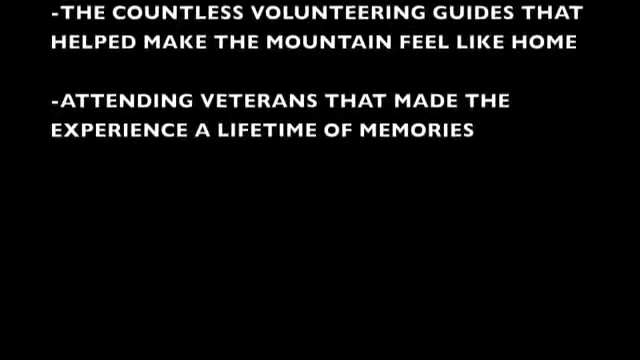 -THE COUNTLESS VOLUNTEERING GUIDES THAT
HELPED MAKE THE MOUNTAIN FEEL LIKE HOME
-ATTENDING VETERANS THAT MADE THE
EXPERIENCE A LIFETIME OF MEMORIES